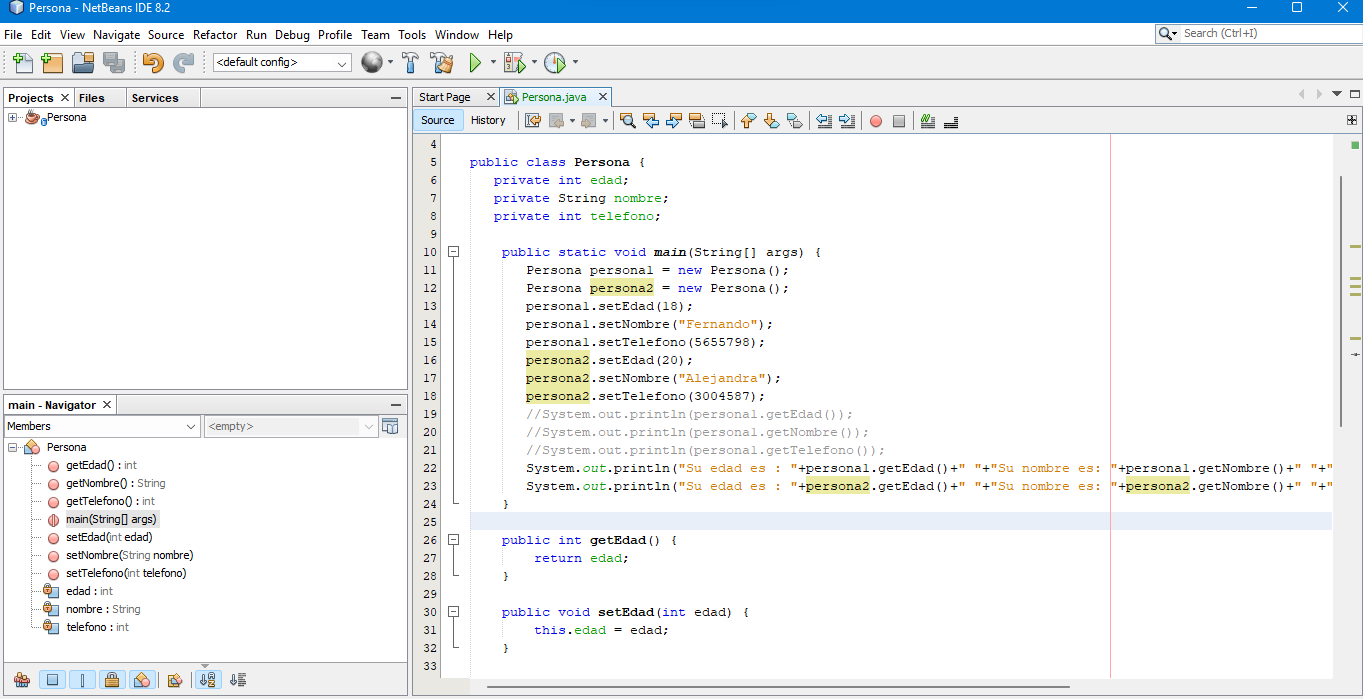 Persona - NetBeans IDE 8.2
File Edit View Navigate Source Refactor Run Debug Profile Team Tools Window Help
Search (Ctrl+I)
<default config>
Projects Files Services
Persona
Start Page Persona.java
Source History
4
5 public class Persona {
6 private int edad;
7 private String nombre;
8 private int telefono;
9
10 public static void main(String[] args) {
11 Persona persona1 = new Persona();
12 Persona persona2 = new Persona();
13 persona1.setEdad(18);
14 persona1.setNombre("Fernando");
15 persona1.setTelefono(5655798);
16 persona2.setEdad(20);
17 persona2.setNombre("Alejandra");
18 persona2.setTelefono(3004587);
19 //System.out.println(persona1.getEdad());
20 //System.out.println(persona1.getNombre());
21 //System.out.println(persona1.getTelefono());
22 System.out.println("Su edad es : "+persona1.getEdad()+" "+"Su nombre es: "+persona1.getNombre()+" "+"
23 System.out.println("Su edad es : "+persona2.getEdad()+" "+"Su nombre es: "+persona2.getNombre()+" "+"
24 }
25
26 public int getEdad() {
27 return edad;
28 }
29
30 public void setEdad(int edad) {
31 this.edad = edad;
32 }
33
main - Navigator
Members <empty>
Persona
getEdad() : int
getNombre() : String
getTelefono() : int
main(String[] args)
setEdad(int edad)
setNombre(String nombre)
setTelefono(int telefono)
edad : int
nombre : String
telefono : int